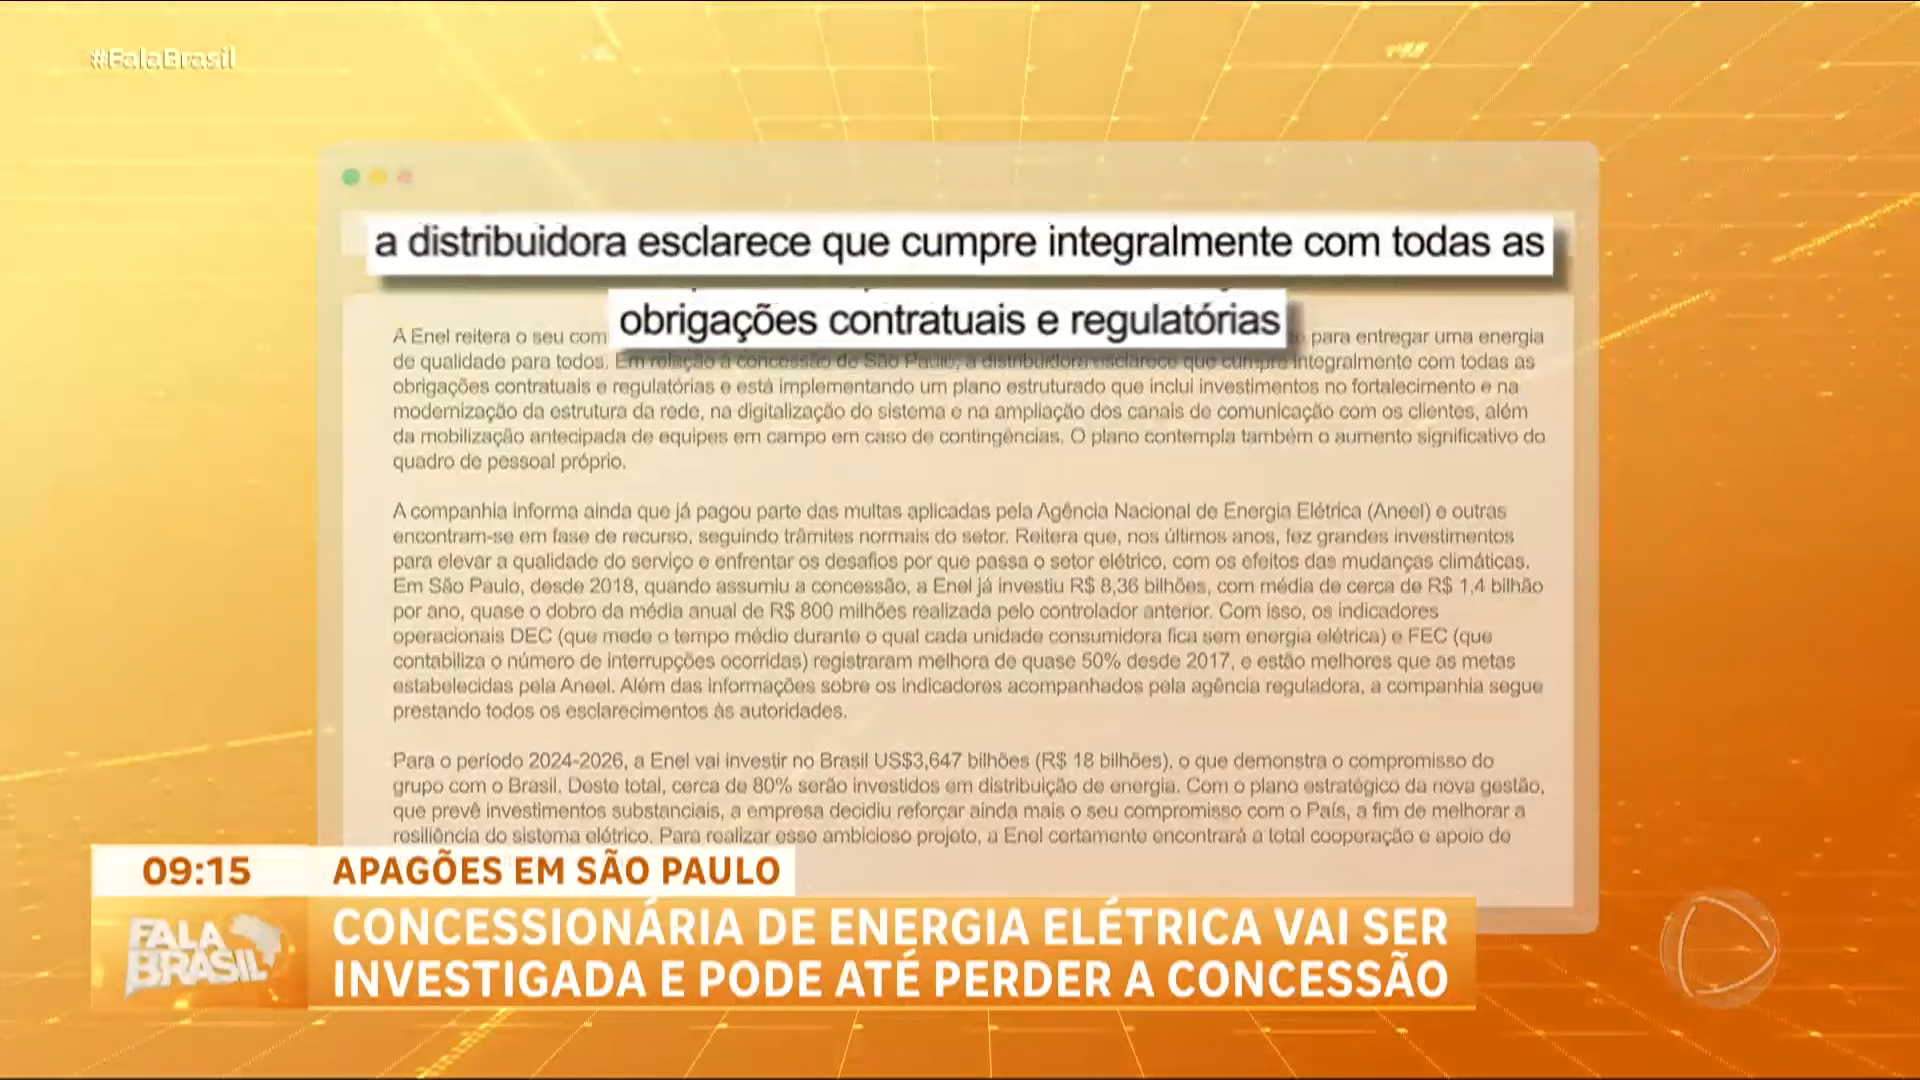 #FalaBrasil
a distribuidora esclarece que cumpre integralmente com todas as
obrigações contratuais e regulatórias
A Enel reitera o seu com para entregar uma energia
de qualidade para todos. Em relação à concessão de São Paulo, a distribuidora esclarece que cumpre integralmente com todas as
obrigações contratuais e regulatórias e está implementando um plano estruturado que inclui investimentos no fortalecimento e na
modernização da estrutura da rede, na digitalização do sistema e na ampliação dos canais de comunicação com os clientes, além
da mobilização antecipada de equipes em campo em caso de contingências. O plano contempla também o aumento significativo do
quadro de pessoal próprio.
A companhia informa ainda que já pagou parte das multas aplicadas pela Agência Nacional de Energia Elétrica (Aneel) e outras
encontram-se em fase de recurso, seguindo trâmites normais do setor. Reitera que, nos últimos anos, fez grandes investimentos
para elevar a qualidade do serviço e enfrentar os desafios por que passa o setor elétrico, com os efeitos das mudanças climáticas.
Em São Paulo, desde 2018, quando assumiu a concessão, a Enel já investiu R$ 8,36 bilhões, com média de cerca de R$ 1,4 bilhão
por ano, quase o dobro da média anual de R$ 800 milhões realizada pelo controlador anterior. Com isso, os indicadores
operacionais DEC (que mede o tempo médio durante o qual cada unidade consumidora fica sem energia elétrica) e FEC (que
contabiliza o número de interrupções ocorridas) registraram melhora de quase 50% desde 2017, e estão melhores que as metas
estabelecidas pela Aneel. Além das informações sobre os indicadores acompanhados pela agência reguladora, a companhia segue
prestando todos os esclarecimentos às autoridades.
Para o período 2024-2026, a Enel vai investir no Brasil US$3,647 bilhões (R$ 18 bilhões), o que demonstra o compromisso do
grupo com o Brasil. Deste total, cerca de 80% serão investidos em distribuição de energia. Com o plano estratégico da nova gestão,
que prevê investimentos substanciais, a empresa decidiu reforçar ainda mais o seu compromisso com o País, a fim de melhorar a
resiliência do sistema elétrico. Para realizar esse ambicioso projeto, a Enel certamente encontrará a total cooperação e apoio de
09:15 APAGÕES EM SÃO PAULO
FALA
BRASIL
CONCESSIONÁRIA DE ENERGIA ELÉTRICA VAI SER
INVESTIGADA E PODE ATÉ PERDER A CONCESSÃO